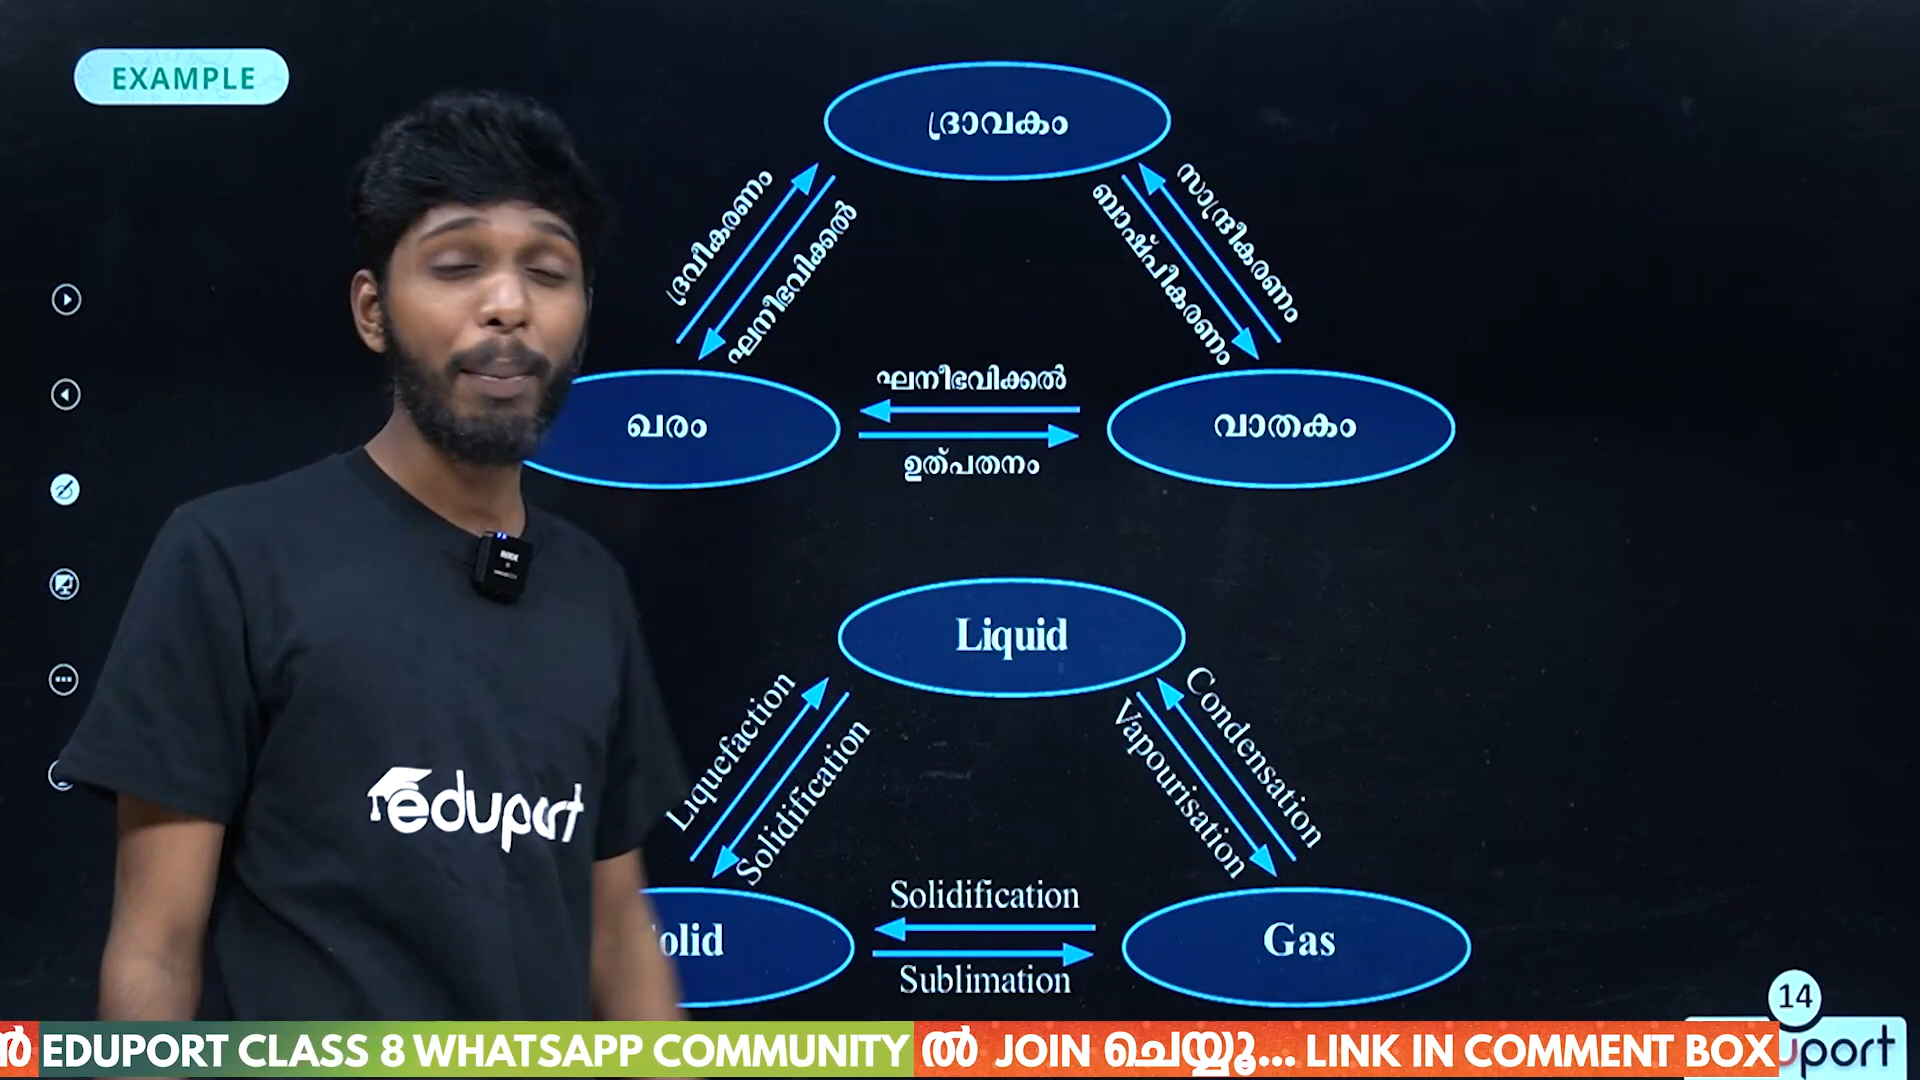 EXAMPLE
ദ്രാവകം
ദ്രവീകരണം
ഘനീഭവിക്കൽ
ബാഷ്പീകരണം
സാന്ദ്രീകരണം
ഘനീഭവിക്കൽ
ഖരം
വാതകം
ഉത്പതനം
Liquid
Liquefaction
Solidification
Vapourisation
Condensation
Solidification
olid
Gas
Sublimation
eduport
14
uport
ൽ EDUPORT CLASS 8 WHATSAPP COMMUNITY ൽ JOIN ചെയ്യൂ... LINK IN COMMENT BOX